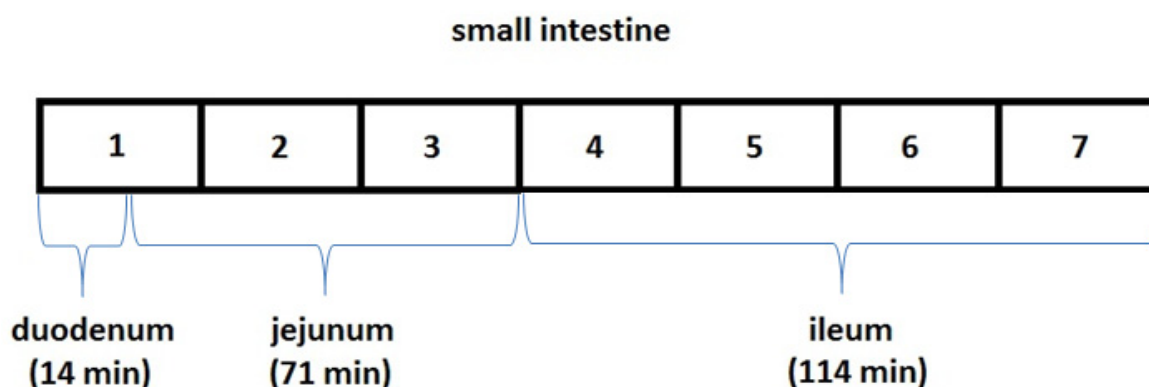 small intestine
1 2 3 4 5 6 7
duodenum jejunum ileum
(14 min) (71 min) (114 min)